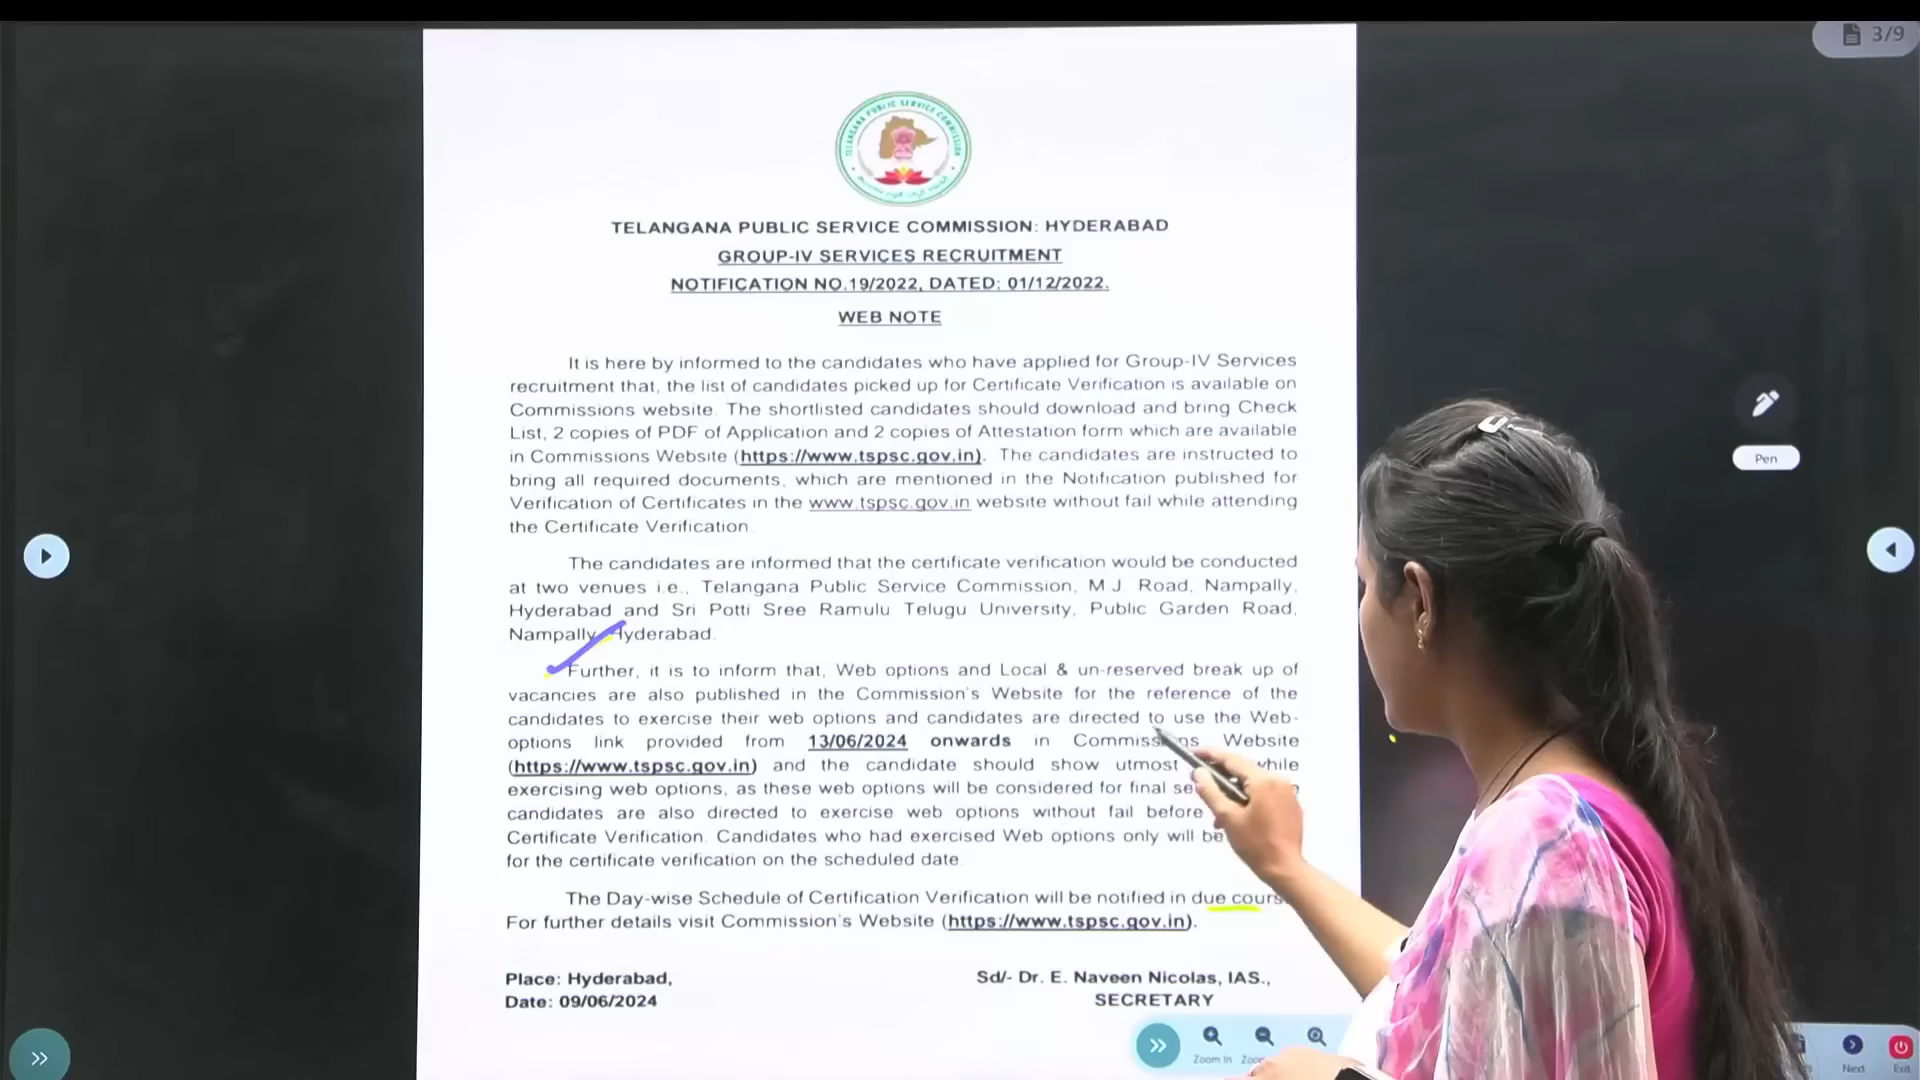 3/9
TELANGANA PUBLIC SERVICE COMMISSION
TELANGANA PUBLIC SERVICE COMMISSION: HYDERABAD
GROUP-IV SERVICES RECRUITMENT
NOTIFICATION NO.19/2022, DATED: 01/12/2022.
WEB NOTE
It is here by informed to the candidates who have applied for Group-IV Services
recruitment that, the list of candidates picked up for Certificate Verification is available on
Commissions website. The shortlisted candidates should download and bring Check
List, 2 copies of PDF of Application and 2 copies of Attestation form which are available
in Commissions Website (https://www.tspsc.gov.in). The candidates are instructed to
bring all required documents, which are mentioned in the Notification published for
Verification of Certificates in the www.tspsc.gov.in website without fail while attending
the Certificate Verification.
The candidates are informed that the certificate verification would be conducted
at two venues i.e., Telangana Public Service Commission, M.J. Road, Nampally,
Hyderabad and Sri Potti Sree Ramulu Telugu University, Public Garden Road,
Nampally, Hyderabad.
Further, it is to inform that, Web options and Local & un-reserved break up of
vacancies are also published in the Commission's Website for the reference of the
candidates to exercise their web options and candidates are directed to use the Web-
options link provided from 13/06/2024 onwards in Commissions Website
(https://www.tspsc.gov.in) and the candidate should show utmost while
exercising web options, as these web options will be considered for final
candidates are also directed to exercise web options without fail before
Certificate Verification. Candidates who had exercised Web options only will be
for the certificate verification on the scheduled date.
The Day-wise Schedule of Certification Verification will be notified in due cours
For further details visit Commission's Website (https://www.tspsc.gov.in).
Place: Hyderabad,
Date: 09/06/2024
Sd/- Dr. E. Naveen Nicolas, IAS.,
SECRETARY
Pen
Zoom In
Next
Exit